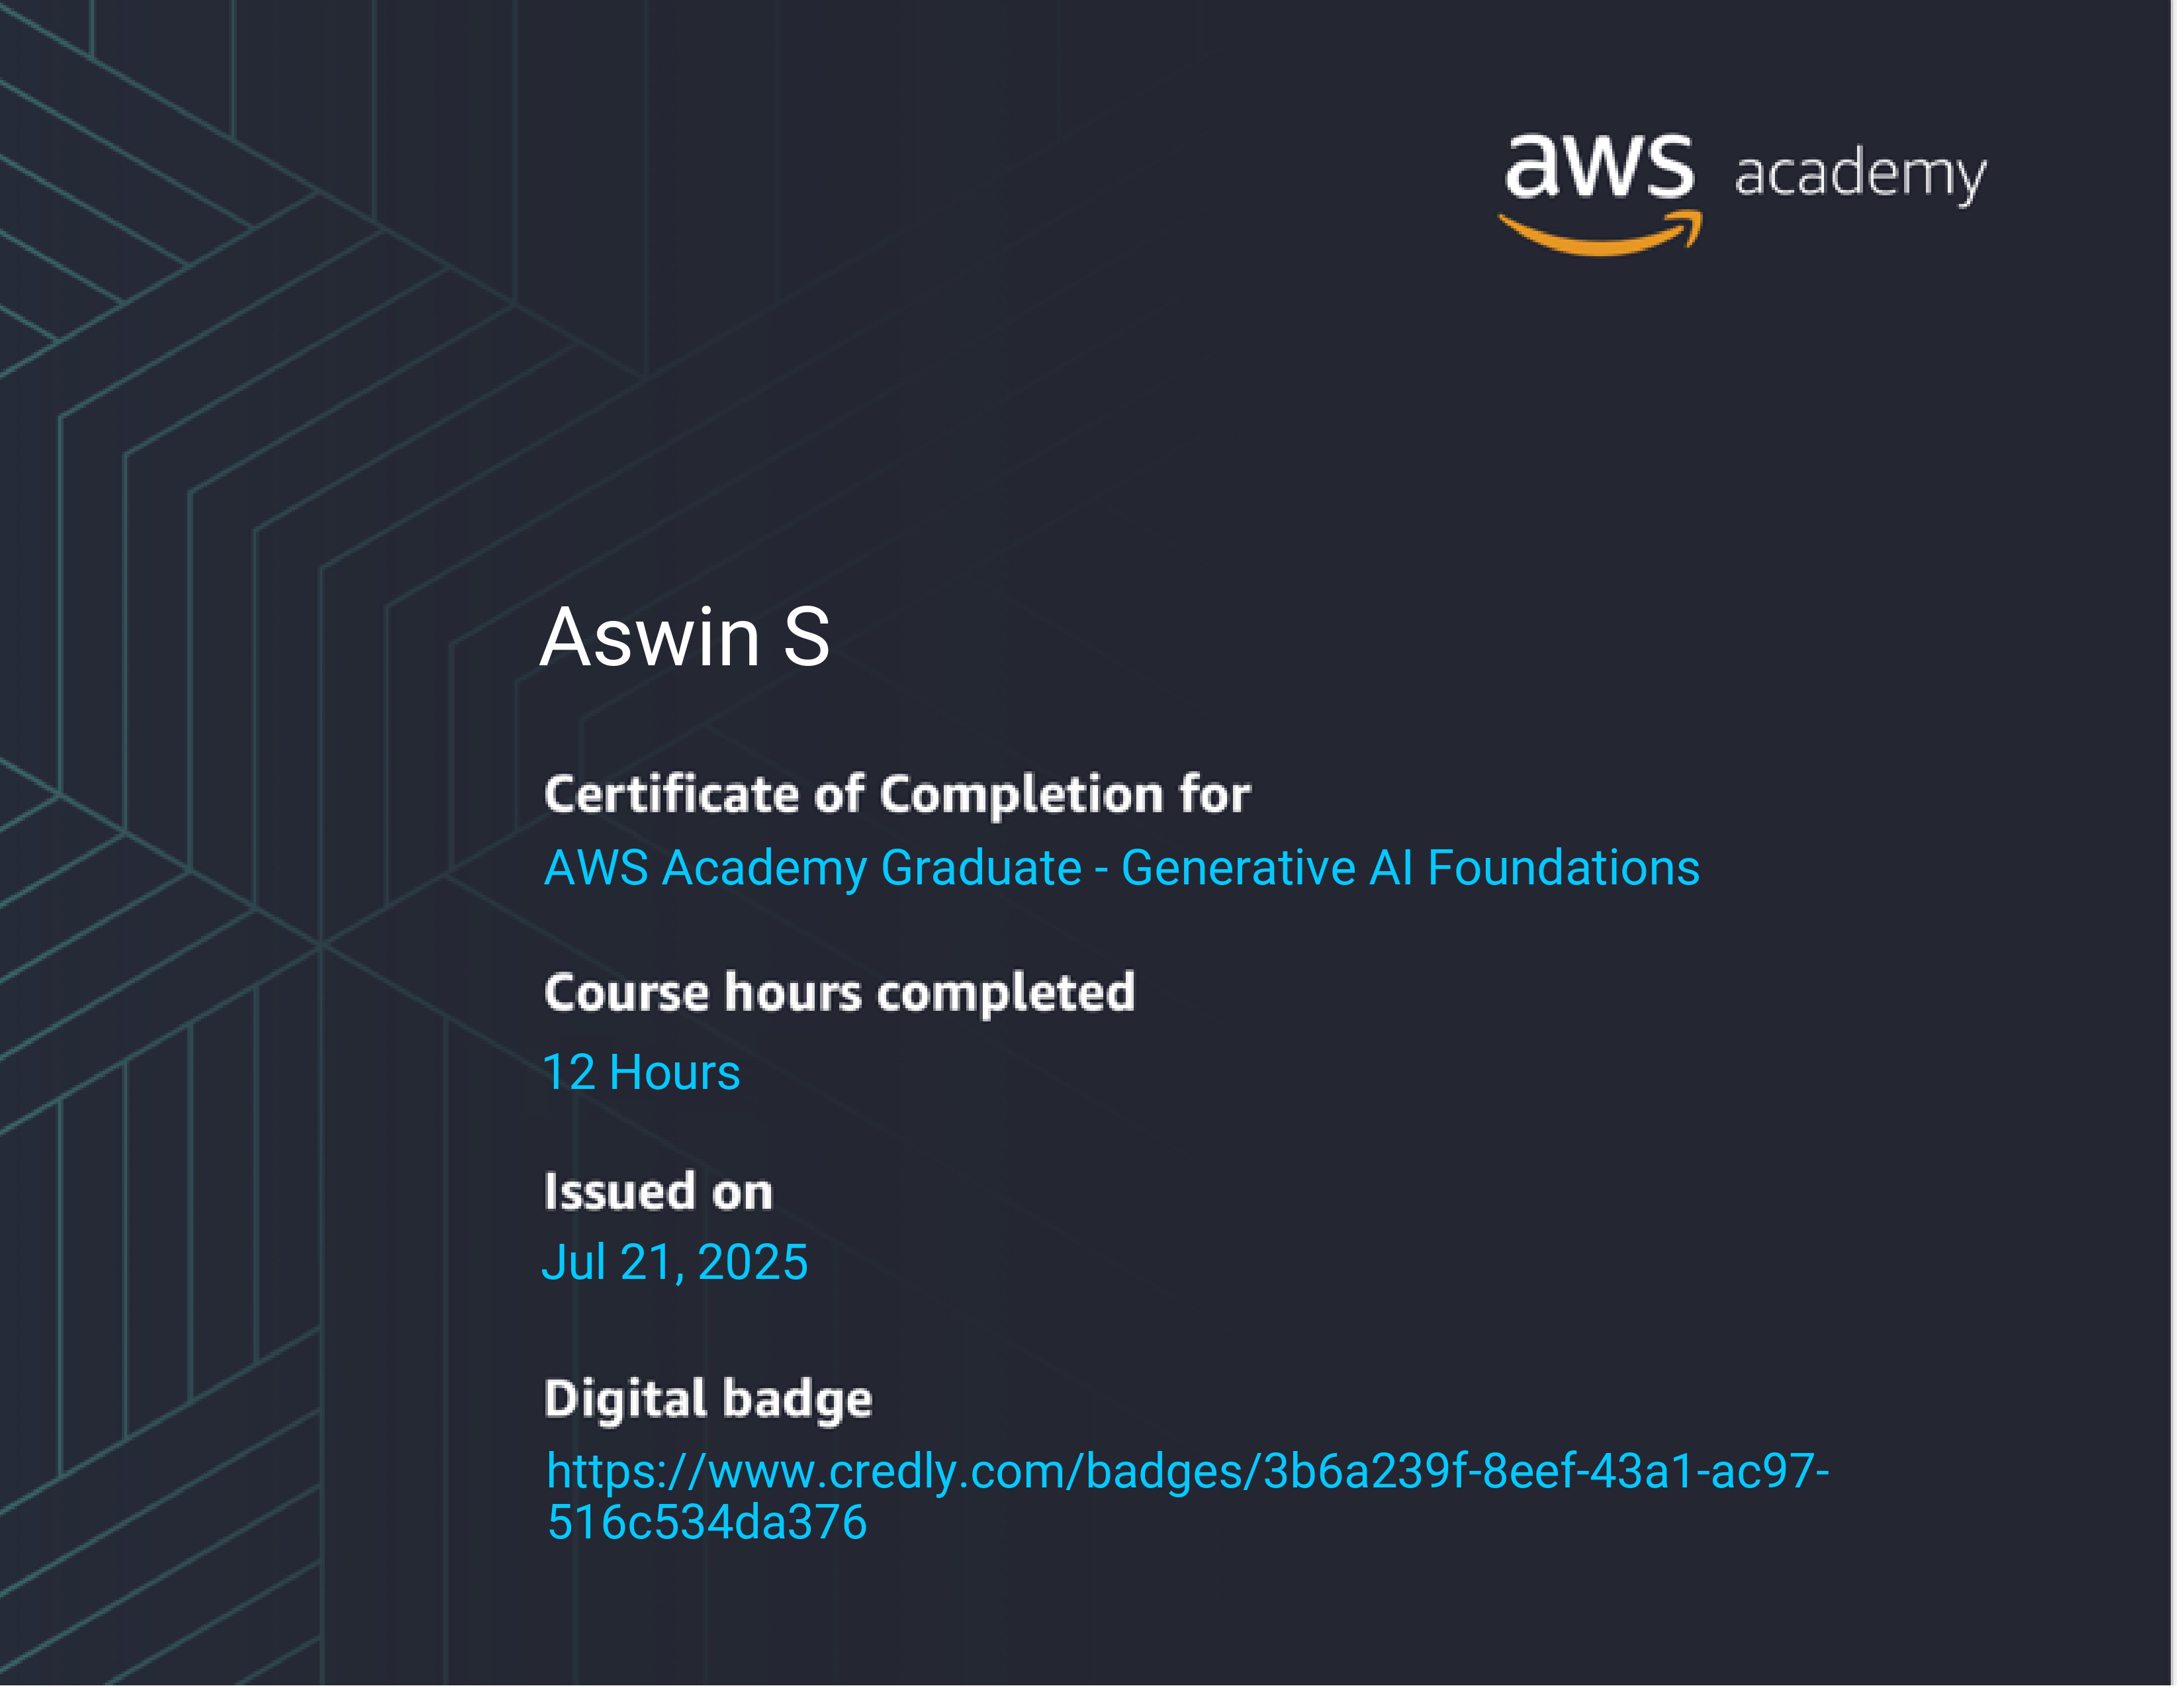 aws academy
Aswin S
Certificate of Completion for
AWS Academy Graduate - Generative AI Foundations
Course hours completed
12 Hours
Issued on
Jul 21, 2025
Digital badge
https://www.credly.com/badges/3b6a239f-8eef-43a1-ac97-
516c534da376